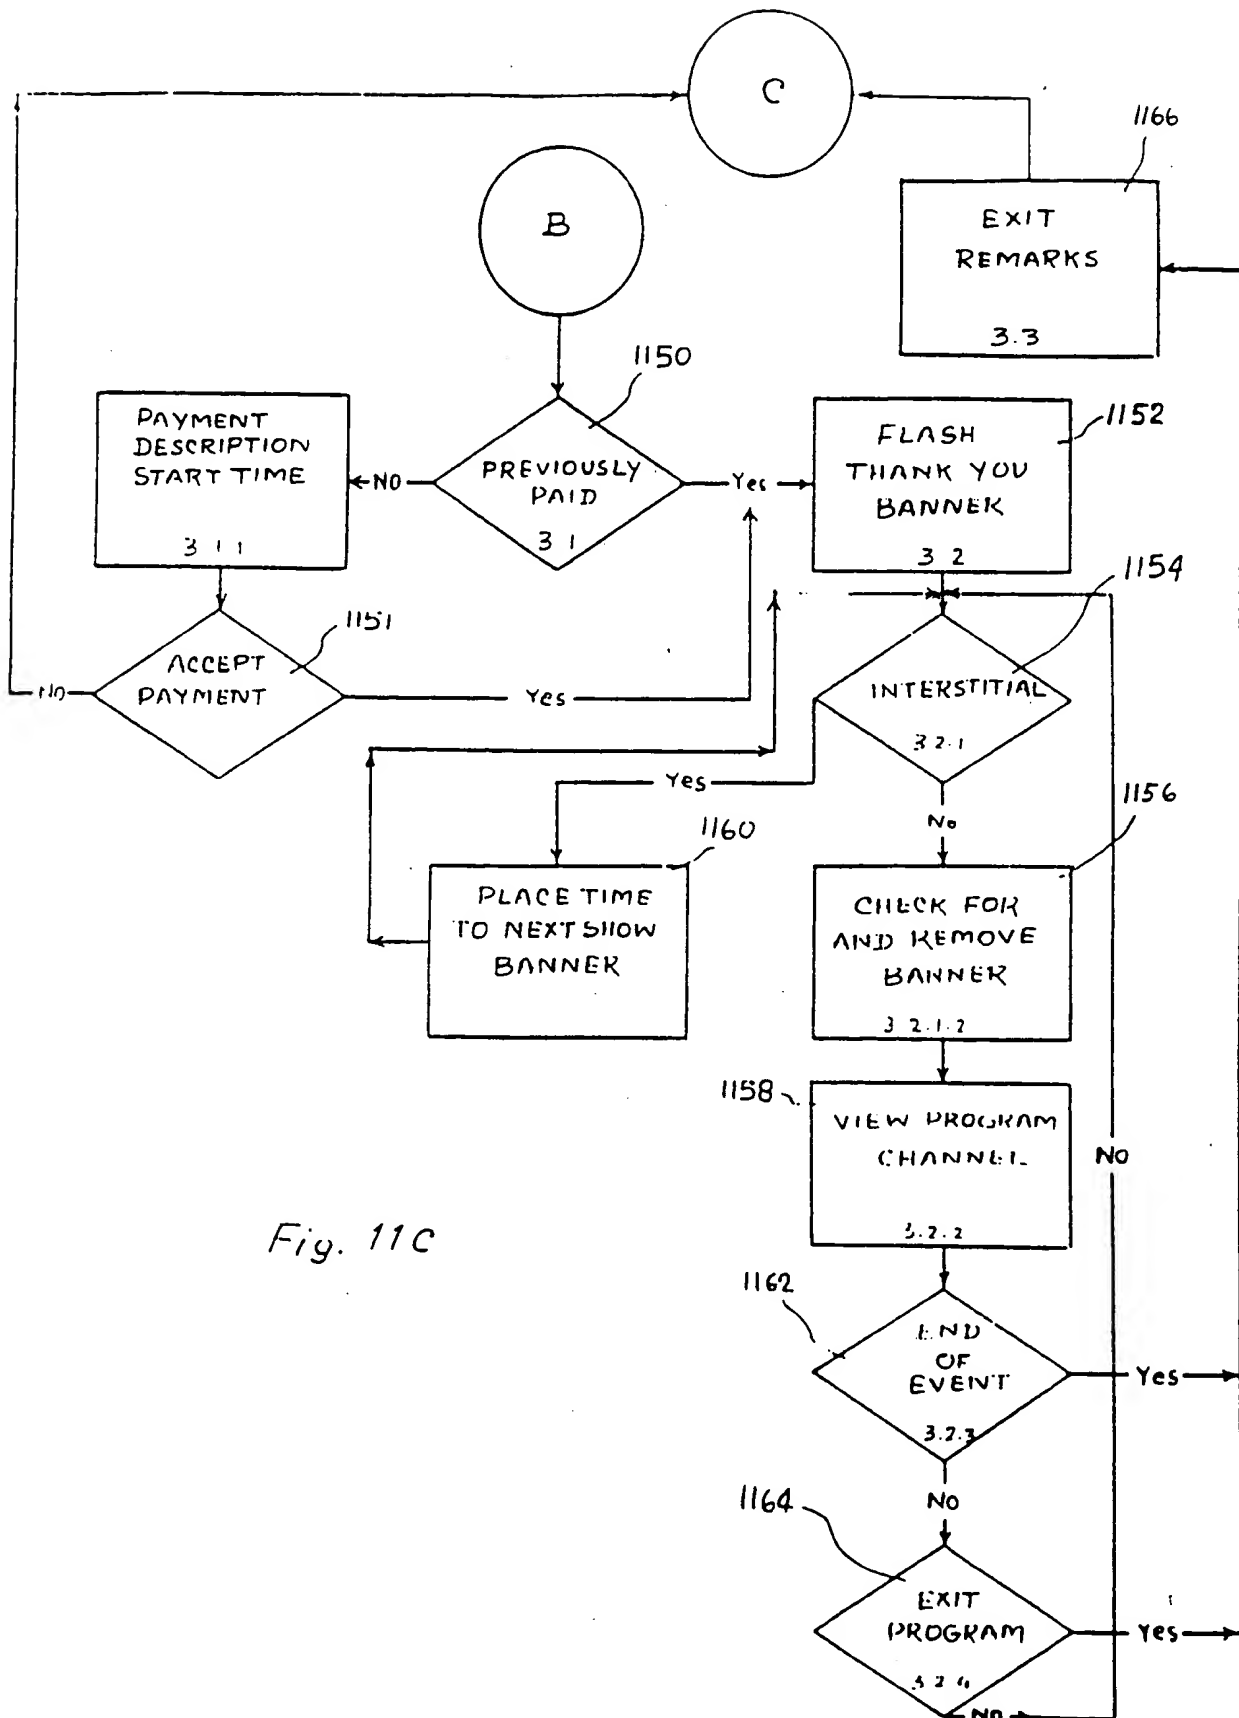 C
1166
EXIT
REMARKS
3.3
B
1150
PREVIOUSLY
PAID
3 1
NO
Yes
PAYMENT
DESCRIPTION
START TIME
3 1 1
1152
FLASH
THANK YOU
BANNER
3 2
1151
ACCEPT
PAYMENT
No
Yes
1154
INTERSTITIAL
3 2.1
Yes
No
1160
PLACE TIME
TO NEXT SHOW
BANNER
1156
CHECK FOR
AND REMOVE
BANNER
3 2.1.2
1158
VIEW PROGRAM
CHANNEL
3.2.2
NO
Fig. 11C
1162
END
OF
EVENT
3.2.3
Yes
NO
1164
EXIT
PROGRAM
3 2 4
Yes
NO